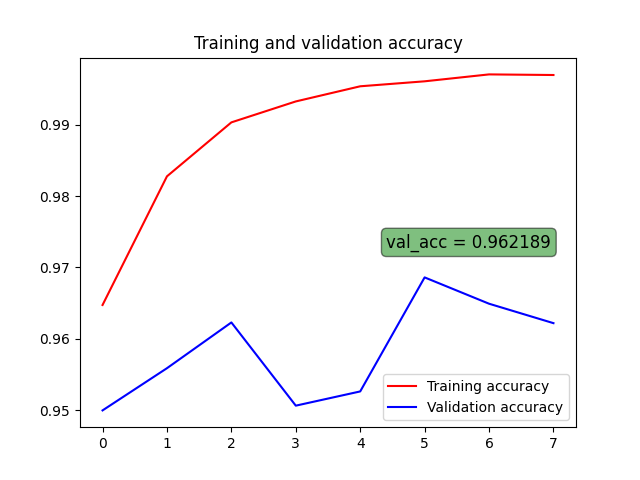 Training and validation accuracy
0.99
0.98
0.97
0.96
0.95
val_acc = 0.962189
Training accuracy
Validation accuracy
0 1 2 3 4 5 6 7